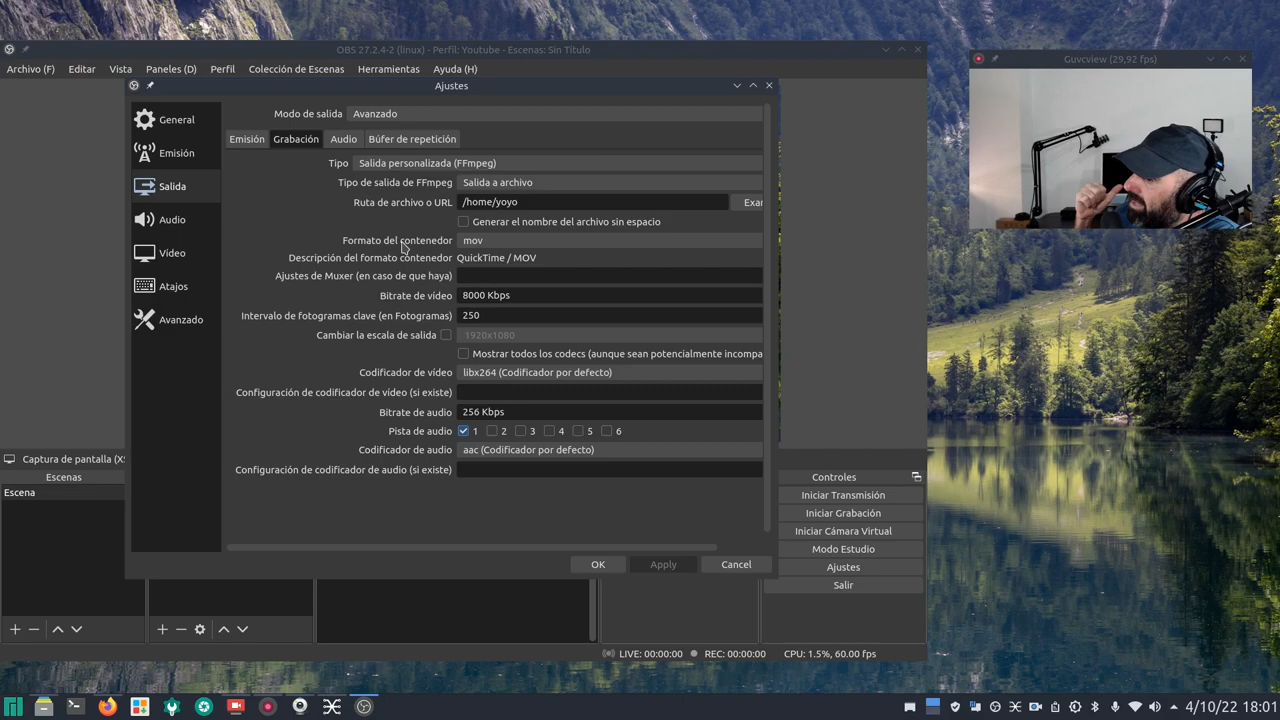 OBS 27.2.4-2 (linux) - Perfil: Youtube - Escenas: Sin Título
Archivo (F) Editar Vista Paneles (D) Perfil Colección de Escenas Herramientas Ayuda (H)
Guvcview (29,92 fps)
Ajustes
General
Emisión
Salida
Audio
Vídeo
Atajos
Avanzado
Modo de salida Avanzado
Emisión Grabación Audio Búfer de repetición
Tipo Salida personalizada (FFmpeg)
Tipo de salida de FFmpeg Salida a archivo
Ruta de archivo o URL /home/yoyo Exar
Generar el nombre del archivo sin espacio
Formato del contenedor mov
Descripción del formato contenedor QuickTime / MOV
Ajustes de Muxer (en caso de que haya)
Bitrate de vídeo 8000 Kbps
Intervalo de fotogramas clave (en Fotogramas) 250
Cambiar la escala de salida 1920x1080
Mostrar todos los codecs (aunque sean potencialmente incompa
Codificador de vídeo libx264 (Codificador por defecto)
Configuración de codificador de vídeo (si existe)
Bitrate de audio 256 Kbps
Pista de audio 1 2 3 4 5 6
Codificador de audio aac (Codificador por defecto)
Configuración de codificador de audio (si existe)
OK Apply Cancel
Captura de pantalla (XS
Escenas
Escena
Controles
Iniciar Transmisión
Iniciar Grabación
Iniciar Cámara Virtual
Modo Estudio
Ajustes
Salir
LIVE: 00:00:00 REC: 00:00:00 CPU: 1.5%, 60.00 fps
4/10/22 18:01